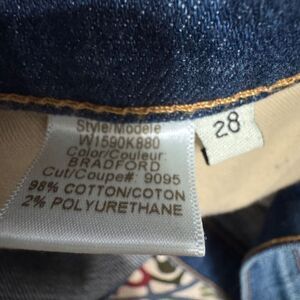 Style/Modele
W1590K880
Color/Couleur:
BRADFORD
Cut/Coupe#: 9095
98% COTTON/COTON
2% POLYURETHANE
28